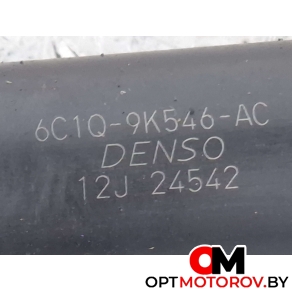 6C1Q-9K546-AC
DENSO
12J 24542
OM
OPTMOTOROV.BY